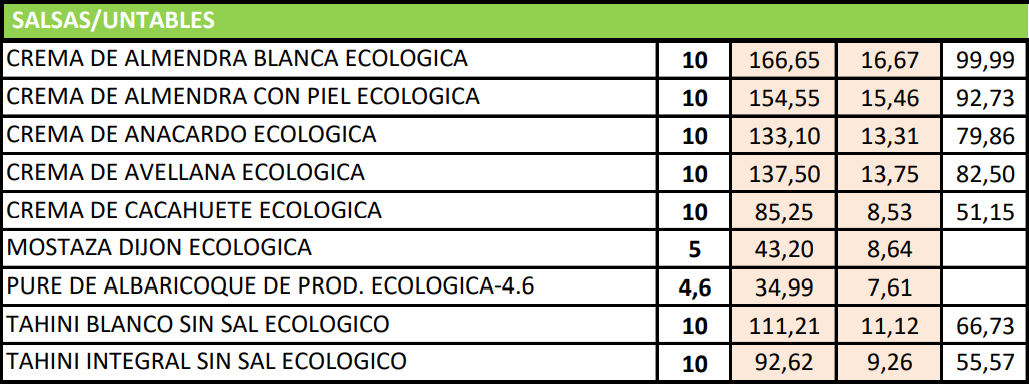 SALSAS/UNTABLES
CREMA DE ALMENDRA BLANCA ECOLOGICA 10 166,65 16,67 99,99
CREMA DE ALMENDRA CON PIEL ECOLOGICA 10 154,55 15,46 92,73
CREMA DE ANACARDO ECOLOGICA 10 133,10 13,31 79,86
CREMA DE AVELLANA ECOLOGICA 10 137,50 13,75 82,50
CREMA DE CACAHUETE ECOLOGICA 10 85,25 8,53 51,15
MOSTAZA DIJON ECOLOGICA 5 43,20 8,64
PURE DE ALBARICOQUE DE PROD. ECOLOGICA-4.6 4,6 34,99 7,61
TAHINI BLANCO SIN SAL ECOLOGICO 10 111,21 11,12 66,73
TAHINI INTEGRAL SIN SAL ECOLOGICO 10 92,62 9,26 55,57